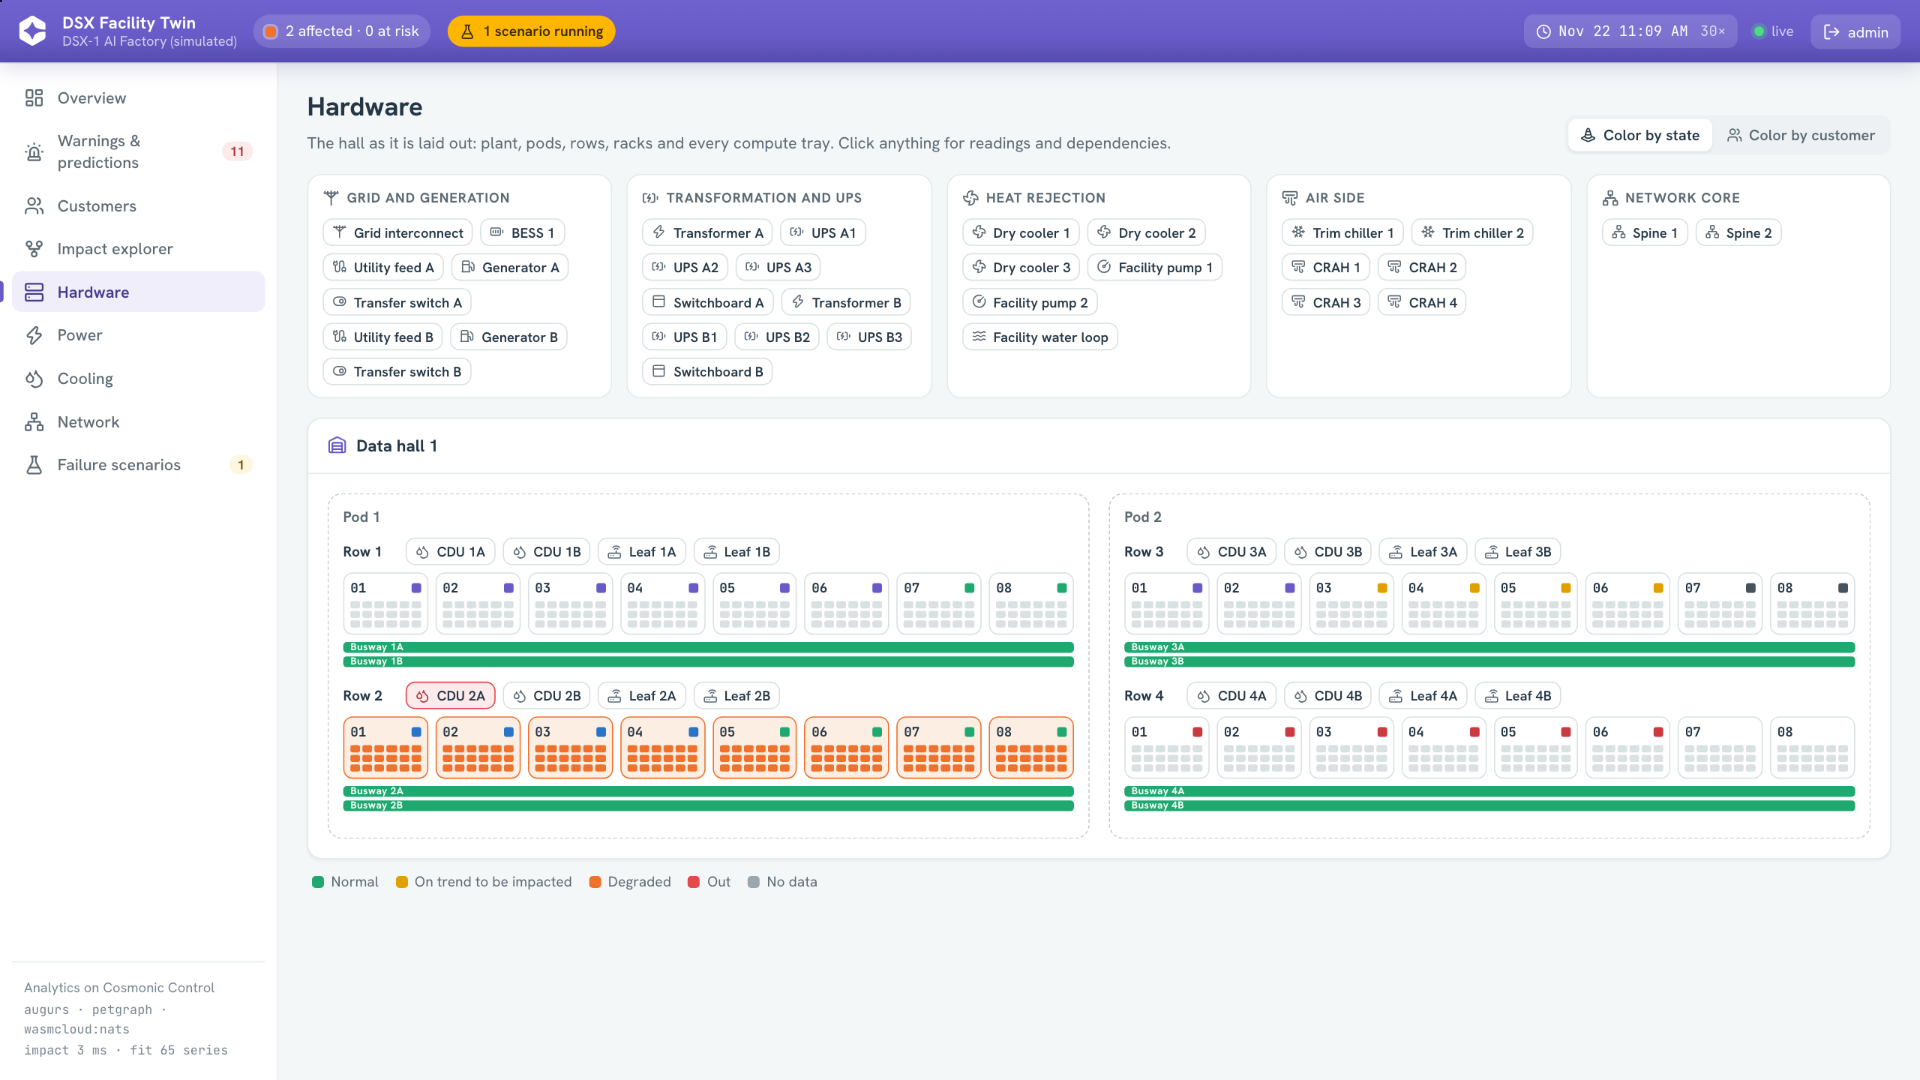 DSX Facility Twin
DSX-1 AI Factory (simulated)
2 affected · 0 at risk
1 scenario running
Nov 22 11:09 AM 30×
live
admin
Overview
Warnings &
predictions
11
Customers
Impact explorer
Hardware
Power
Cooling
Network
Failure scenarios
1
Analytics on Cosmonic Control
augurs · petgraph ·
wasmcloud:nats
impact 3 ms · fit 65 series
Hardware
The hall as it is laid out: plant, pods, rows, racks and every compute tray. Click anything for readings and dependencies.
Color by state
Color by customer
GRID AND GENERATION
Grid interconnect
BESS 1
Utility feed A
Generator A
Transfer switch A
Utility feed B
Generator B
Transfer switch B
TRANSFORMATION AND UPS
Transformer A
UPS A1
UPS A2
UPS A3
Switchboard A
Transformer B
UPS B1
UPS B2
UPS B3
Switchboard B
HEAT REJECTION
Dry cooler 1
Dry cooler 2
Dry cooler 3
Facility pump 1
Facility pump 2
Facility water loop
AIR SIDE
Trim chiller 1
Trim chiller 2
CRAH 1
CRAH 2
CRAH 3
CRAH 4
NETWORK CORE
Spine 1
Spine 2
Data hall 1
Pod 1
Row 1
CDU 1A
CDU 1B
Leaf 1A
Leaf 1B
01 02 03 04 05 06 07 08
Busway 1A
Busway 1B
Row 2
CDU 2A
CDU 2B
Leaf 2A
Leaf 2B
01 02 03 04 05 06 07 08
Busway 2A
Busway 2B
Pod 2
Row 3
CDU 3A
CDU 3B
Leaf 3A
Leaf 3B
01 02 03 04 05 06 07 08
Busway 3A
Busway 3B
Row 4
CDU 4A
CDU 4B
Leaf 4A
Leaf 4B
01 02 03 04 05 06 07 08
Busway 4A
Busway 4B
Normal
On trend to be impacted
Degraded
Out
No data